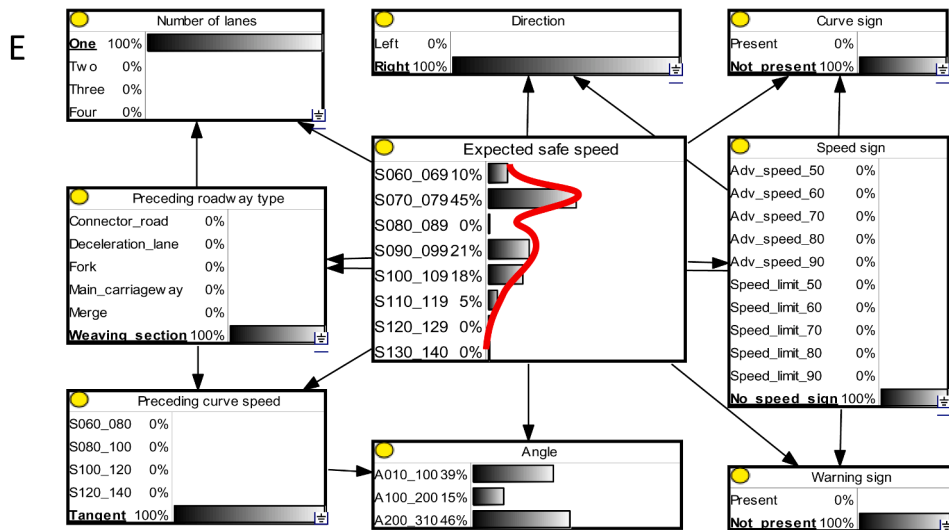 E
Number of lanes
One 100%
Two 0%
Three 0%
Four 0%
Direction
Left 0%
Right 100%
Curve sign
Present 0%
Not present 100%
Preceding roadway type
Connector_road 0%
Deceleration_lane 0%
Fork 0%
Main_carriageway 0%
Merge 0%
Weaving_section 100%
Expected safe speed
S060_069 10%
S070_079 45%
S080_089 0%
S090_099 21%
S100_109 18%
S110_119 5%
S120_129 0%
S130_140 0%
Speed sign
Adv_speed_50 0%
Adv_speed_60 0%
Adv_speed_70 0%
Adv_speed_80 0%
Adv_speed_90 0%
Speed_limit_50 0%
Speed_limit_60 0%
Speed_limit_70 0%
Speed_limit_80 0%
Speed_limit_90 0%
No_speed_sign 100%
Preceding curve speed
S060_080 0%
S080_100 0%
S100_120 0%
S120_140 0%
Tangent 100%
Angle
A010_100 39%
A100_200 15%
A200_310 46%
Warning sign
Present 0%
Not present 100%